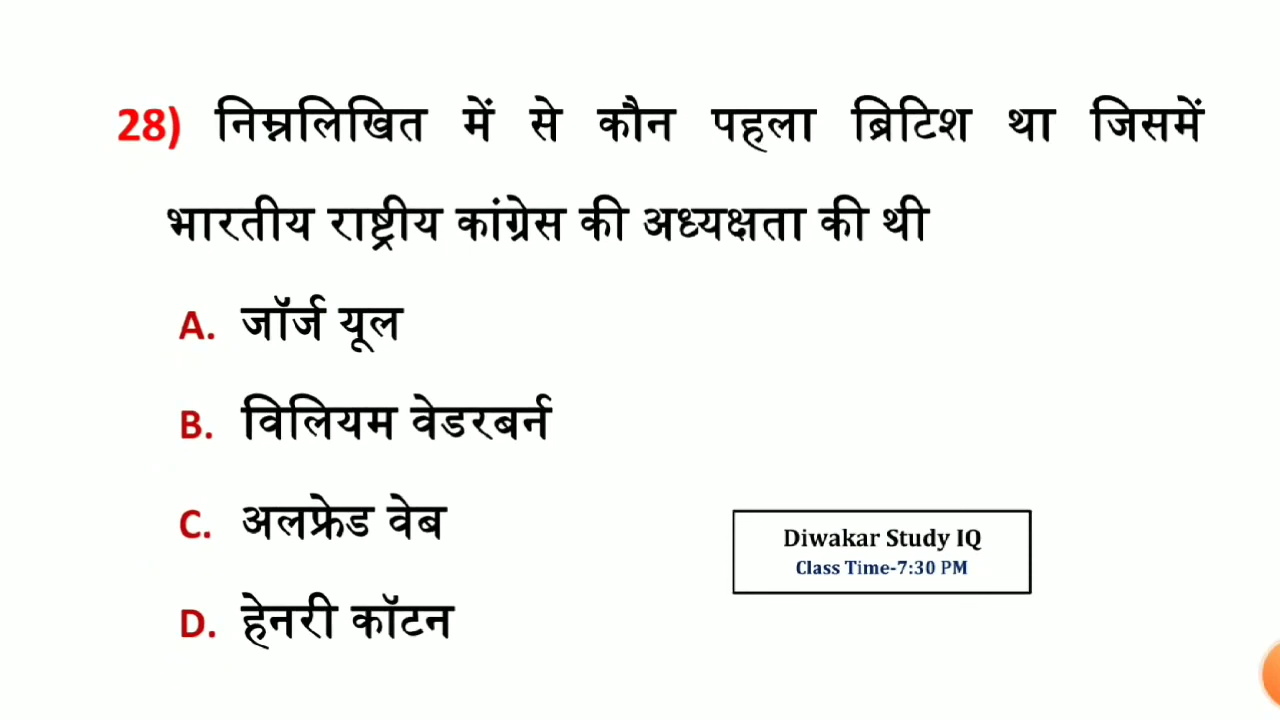 28) निम्नलिखित में से कौन पहला ब्रिटिश था जिसमें
भारतीय राष्ट्रीय कांग्रेस की अध्यक्षता की थी
A. जॉर्ज यूल
B. विलियम वेडरबर्न
C. अलफ्रेड वेब
D. हेनरी कॉटन
Diwakar Study IQ
Class Time-7:30 PM